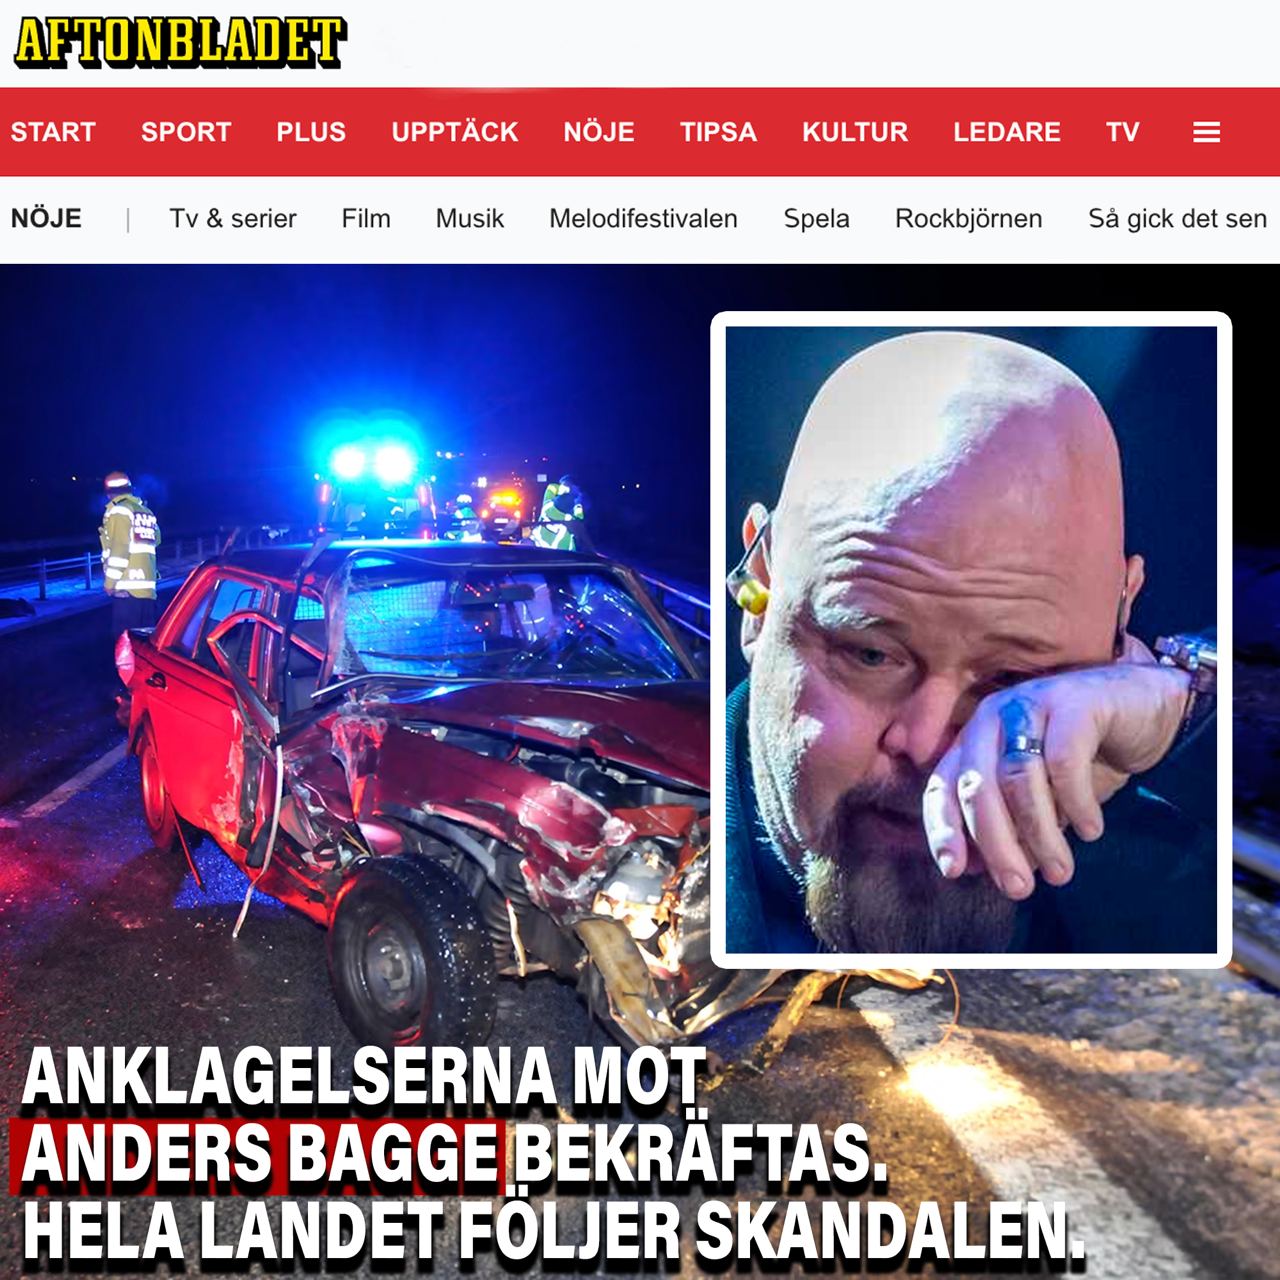 AFTONBLADET
START SPORT PLUS UPPTÄCK NÖJE TIPSA KULTUR LEDARE TV
NÖJE | Tv & serier Film Musik Melodifestivalen Spela Rockbjörnen Så gick det sen
ANKLAGELSERNA MOT
ANDERS BAGGE BEKRÄFTAS.
HELA LANDET FÖLJER SKANDALEN.